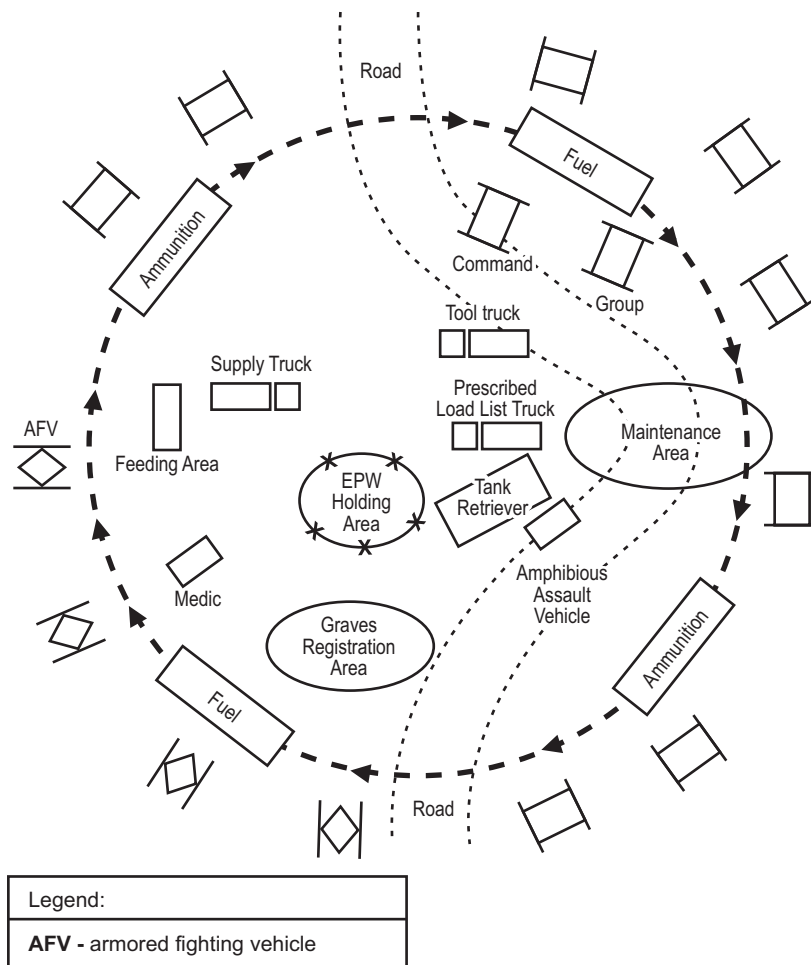 Road
Fuel
Ammunition
Command
Group
Tool truck
Supply Truck
Prescribed
Load List Truck
Maintenance
Area
AFV
Feeding Area
EPW
Holding
Area
Tank
Retriever
Amphibious
Assault
Vehicle
Medic
Graves
Registration
Area
Ammunition
Fuel
Road
Legend:
AFV - armored fighting vehicle